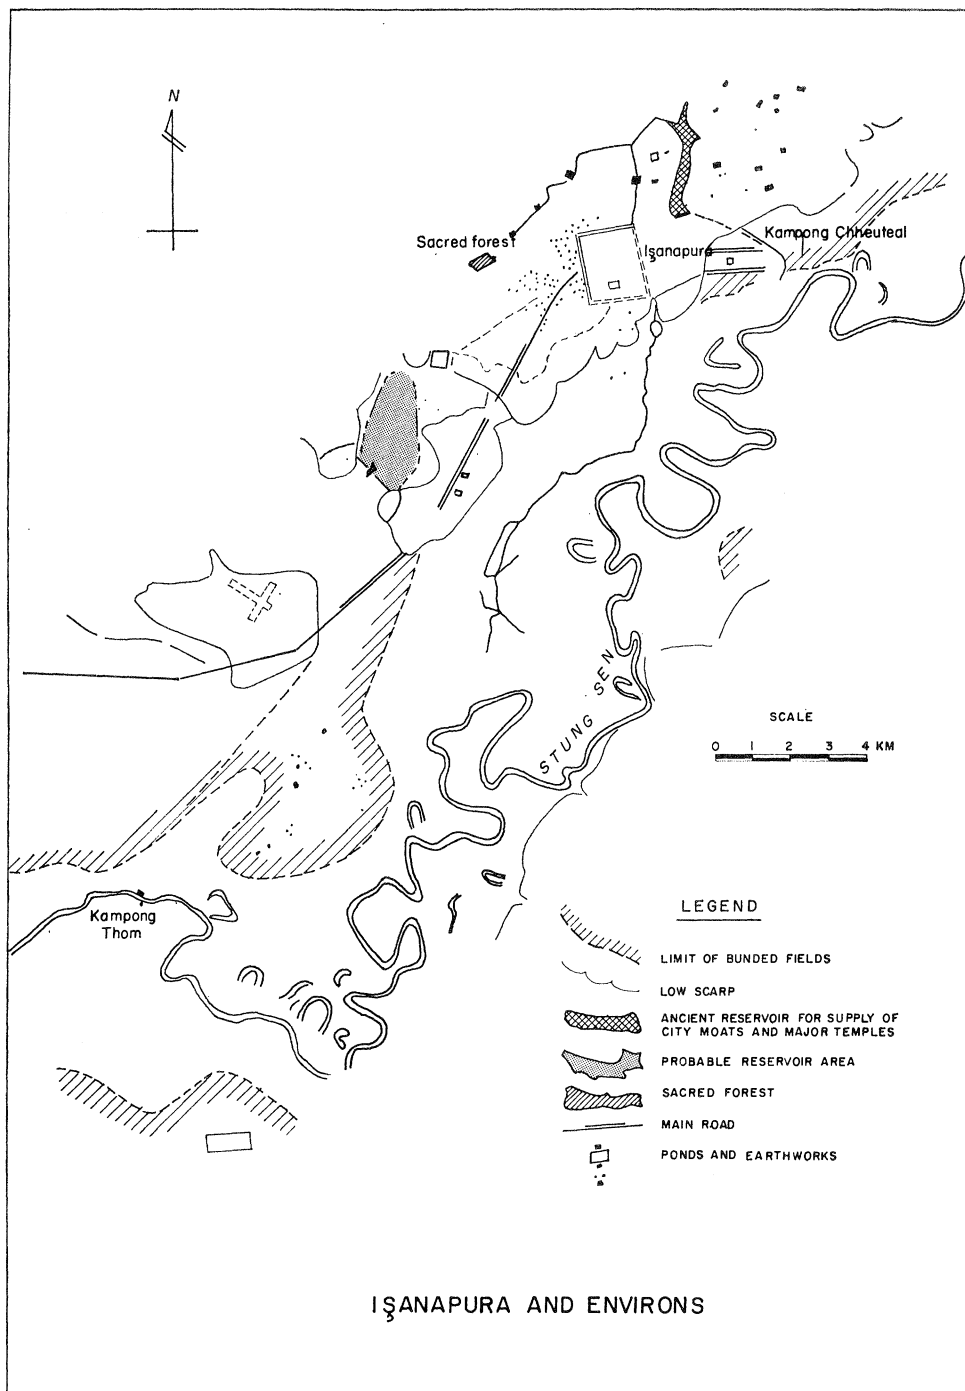 N
Sacred forest
Işanapura
Kampong Chheuteal
STUNG SEN
SCALE
0 1 2 3 4 KM
Kampong
Thom
LEGEND
LIMIT OF BUNDED FIELDS
LOW SCARP
ANCIENT RESERVOIR FOR SUPPLY OF
CITY MOATS AND MAJOR TEMPLES
PROBABLE RESERVOIR AREA
SACRED FOREST
MAIN ROAD
PONDS AND EARTHWORKS
IŞANAPURA AND ENVIRONS